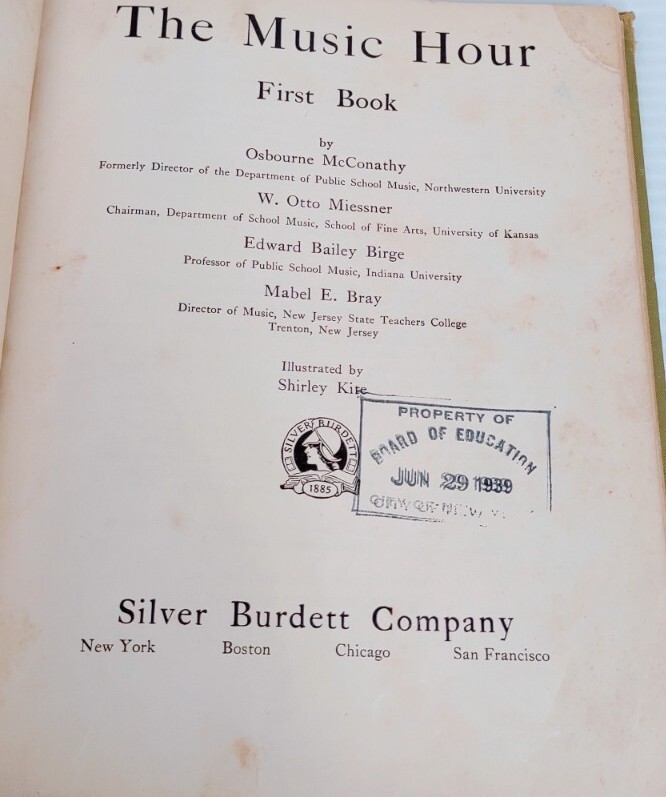 The Music Hour
First Book
by
Osbourne McConathy
Formerly Director of the Department of Public School Music, Northwestern University
W. Otto Miessner
Chairman, Department of School Music, School of Fine Arts, University of Kansas
Edward Bailey Birge
Professor of Public School Music, Indiana University
Mabel E. Bray
Director of Music, New Jersey State Teachers College
Trenton, New Jersey
Illustrated by
Shirley Kite
SILVER BURDETT
1885
PROPERTY OF
BOARD OF EDUCATION
JUN 29 1939
CITY OF NEW
Silver Burdett Company
New York Boston Chicago San Francisco